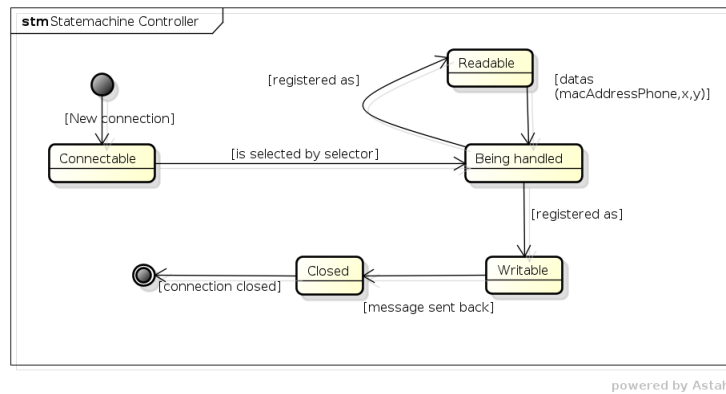 stm Statemachine Controller
Readable
[registered as]
[datas
(macAddressPhone,x,y)]
[New connection]
Connectable
[is selected by selector]
Being handled
[registered as]
Closed
Writable
[connection closed]
[message sent back]
powered by Astah